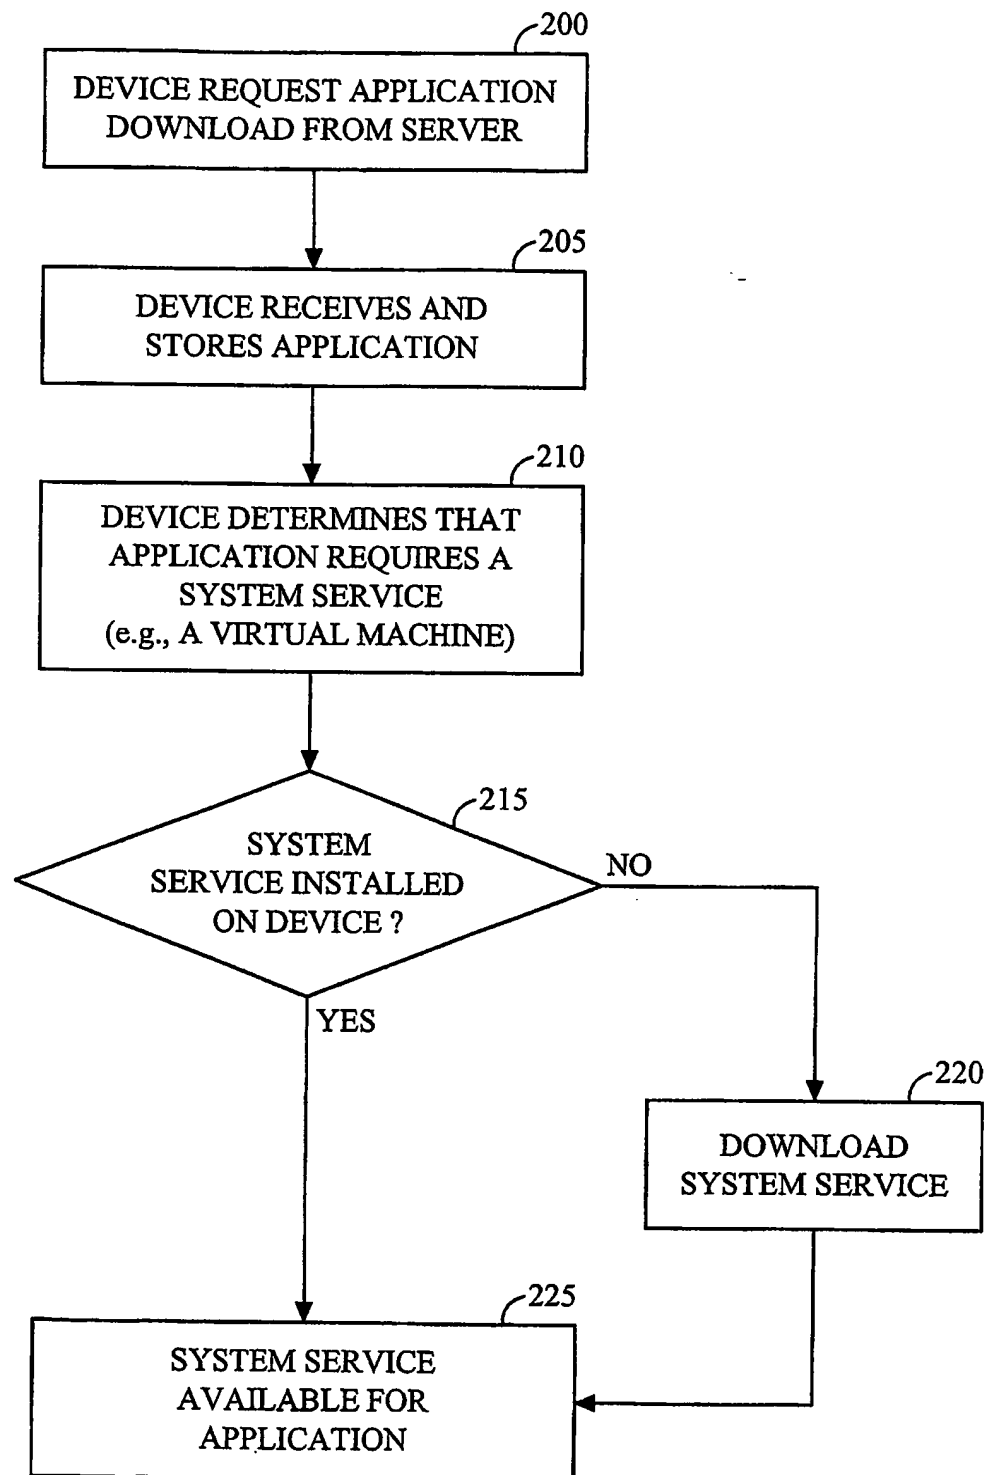 200
DEVICE REQUEST APPLICATION
DOWNLOAD FROM SERVER
205
DEVICE RECEIVES AND
STORES APPLICATION
210
DEVICE DETERMINES THAT
APPLICATION REQUIRES A
SYSTEM SERVICE
(e.g., A VIRTUAL MACHINE)
215
SYSTEM
SERVICE INSTALLED
ON DEVICE ?
NO
YES
220
DOWNLOAD
SYSTEM SERVICE
225
SYSTEM SERVICE
AVAILABLE FOR
APPLICATION